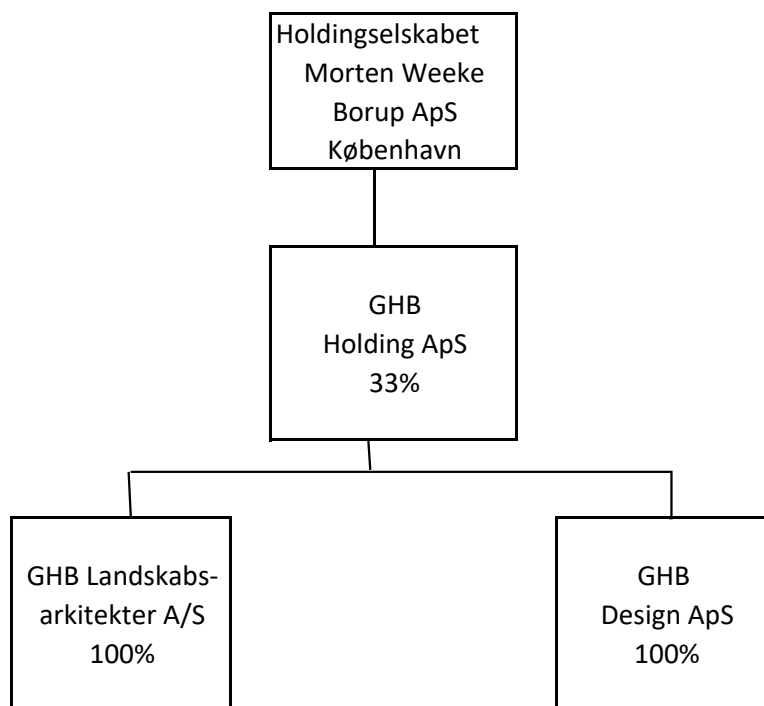 Holdingselskabet
Morten Weeke
Borup ApS
København
GHB
Holding ApS
33%
GHB Landskabs-
arkitekter A/S
100%
GHB
Design ApS
100%